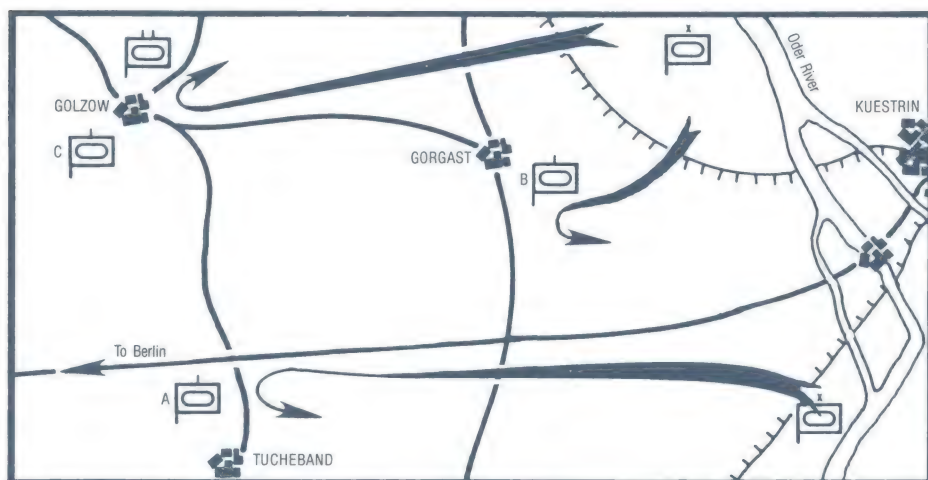 GOLZOW
C
GORGAST
B
Oder River
KUESTRIN
x
To Berlin
A
x
TUCHEBAND